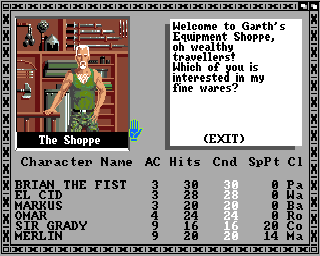 Welcome to Garth's
Equipment Shoppe,
oh wealthy
travellers!
Which of you is
interested in my
fine wares?
(EXIT)
The Shoppe
Character Name AC Hits Cnd SpPt Cl
BRIAN THE FIST 3 30 30 0 Pa
EL CID 3 28 28 0 Wa
MARKUS 3 20 20 0 Ba
OMAR 4 24 24 0 Ro
SIR GRADY 9 16 16 20 Co
MERLIN 9 20 20 14 Ma